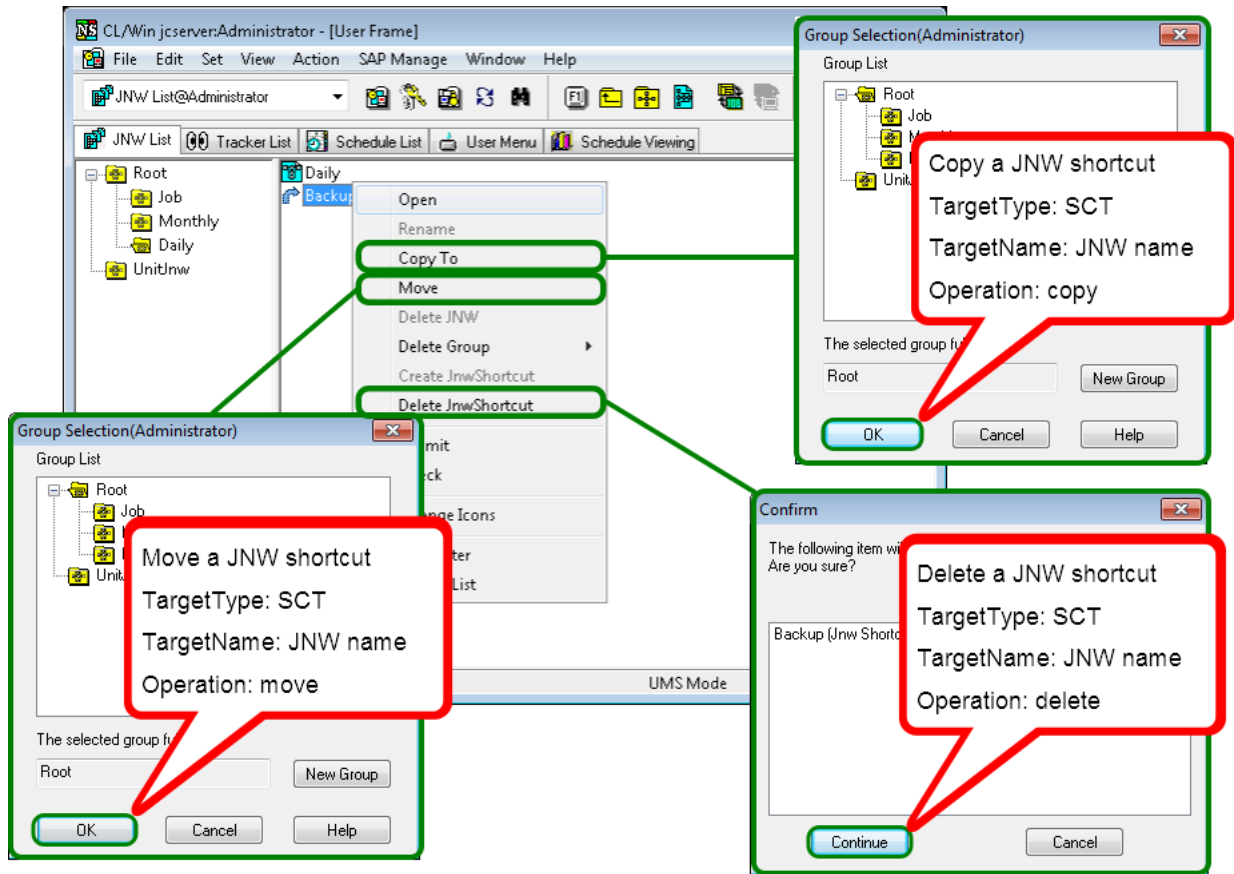 CL/Win jcserver:Administrator - [User Frame]
File Edit Set View Action SAP Manage Window Help
JNW List@Administrator
JNW List Tracker List Schedule List User Menu Schedule Viewing
Root
Job
Monthly
Daily
UnitJnw
Daily
Backup
Open
Rename
Copy To
Move
Delete JNW
Delete Group
Create JnwShortcut
Delete JnwShortcut
Icons
List
UMS Mode
Group Selection(Administrator)
Group List
Root
Job
The selected group
Root
New Group
OK Cancel Help
Copy a JNW shortcut
TargetType: SCT
TargetName: JNW name
Operation: copy
Group Selection(Administrator)
Group List
Root
Job
The selected group
Root
New Group
OK Cancel Help
Move a JNW shortcut
TargetType: SCT
TargetName: JNW name
Operation: move
Confirm
The following item
Are you sure?
Backup (Jnw
Continue Cancel
Delete a JNW shortcut
TargetType: SCT
TargetName: JNW name
Operation: delete